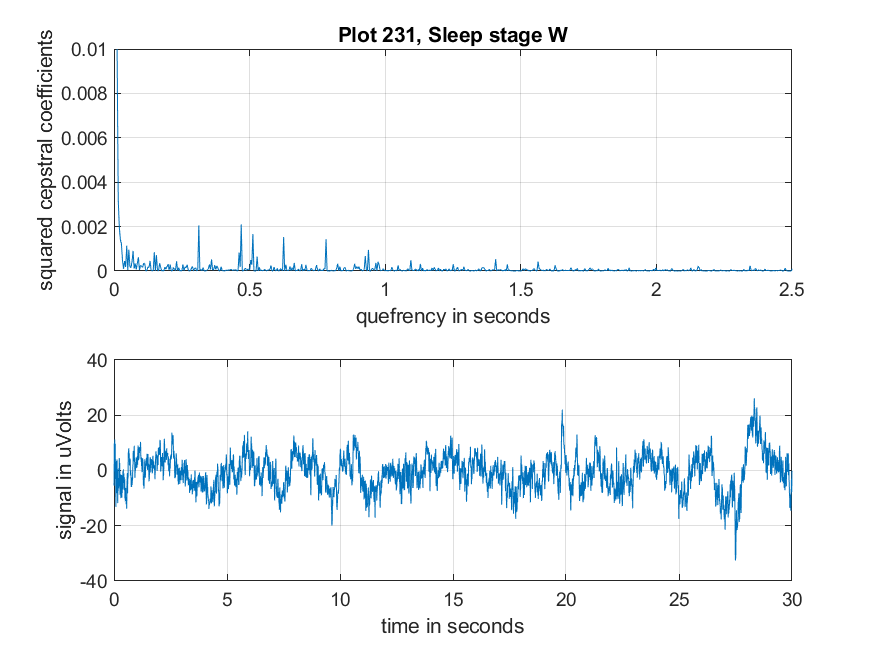 Plot 231, Sleep stage W
squared cepstral coefficients
0.01
0.008
0.006
0.004
0.002
0
0 0.5 1 1.5 2 2.5
quefrency in seconds
signal in uVolts
40
20
0
-20
-40
0 5 10 15 20 25 30
time in seconds